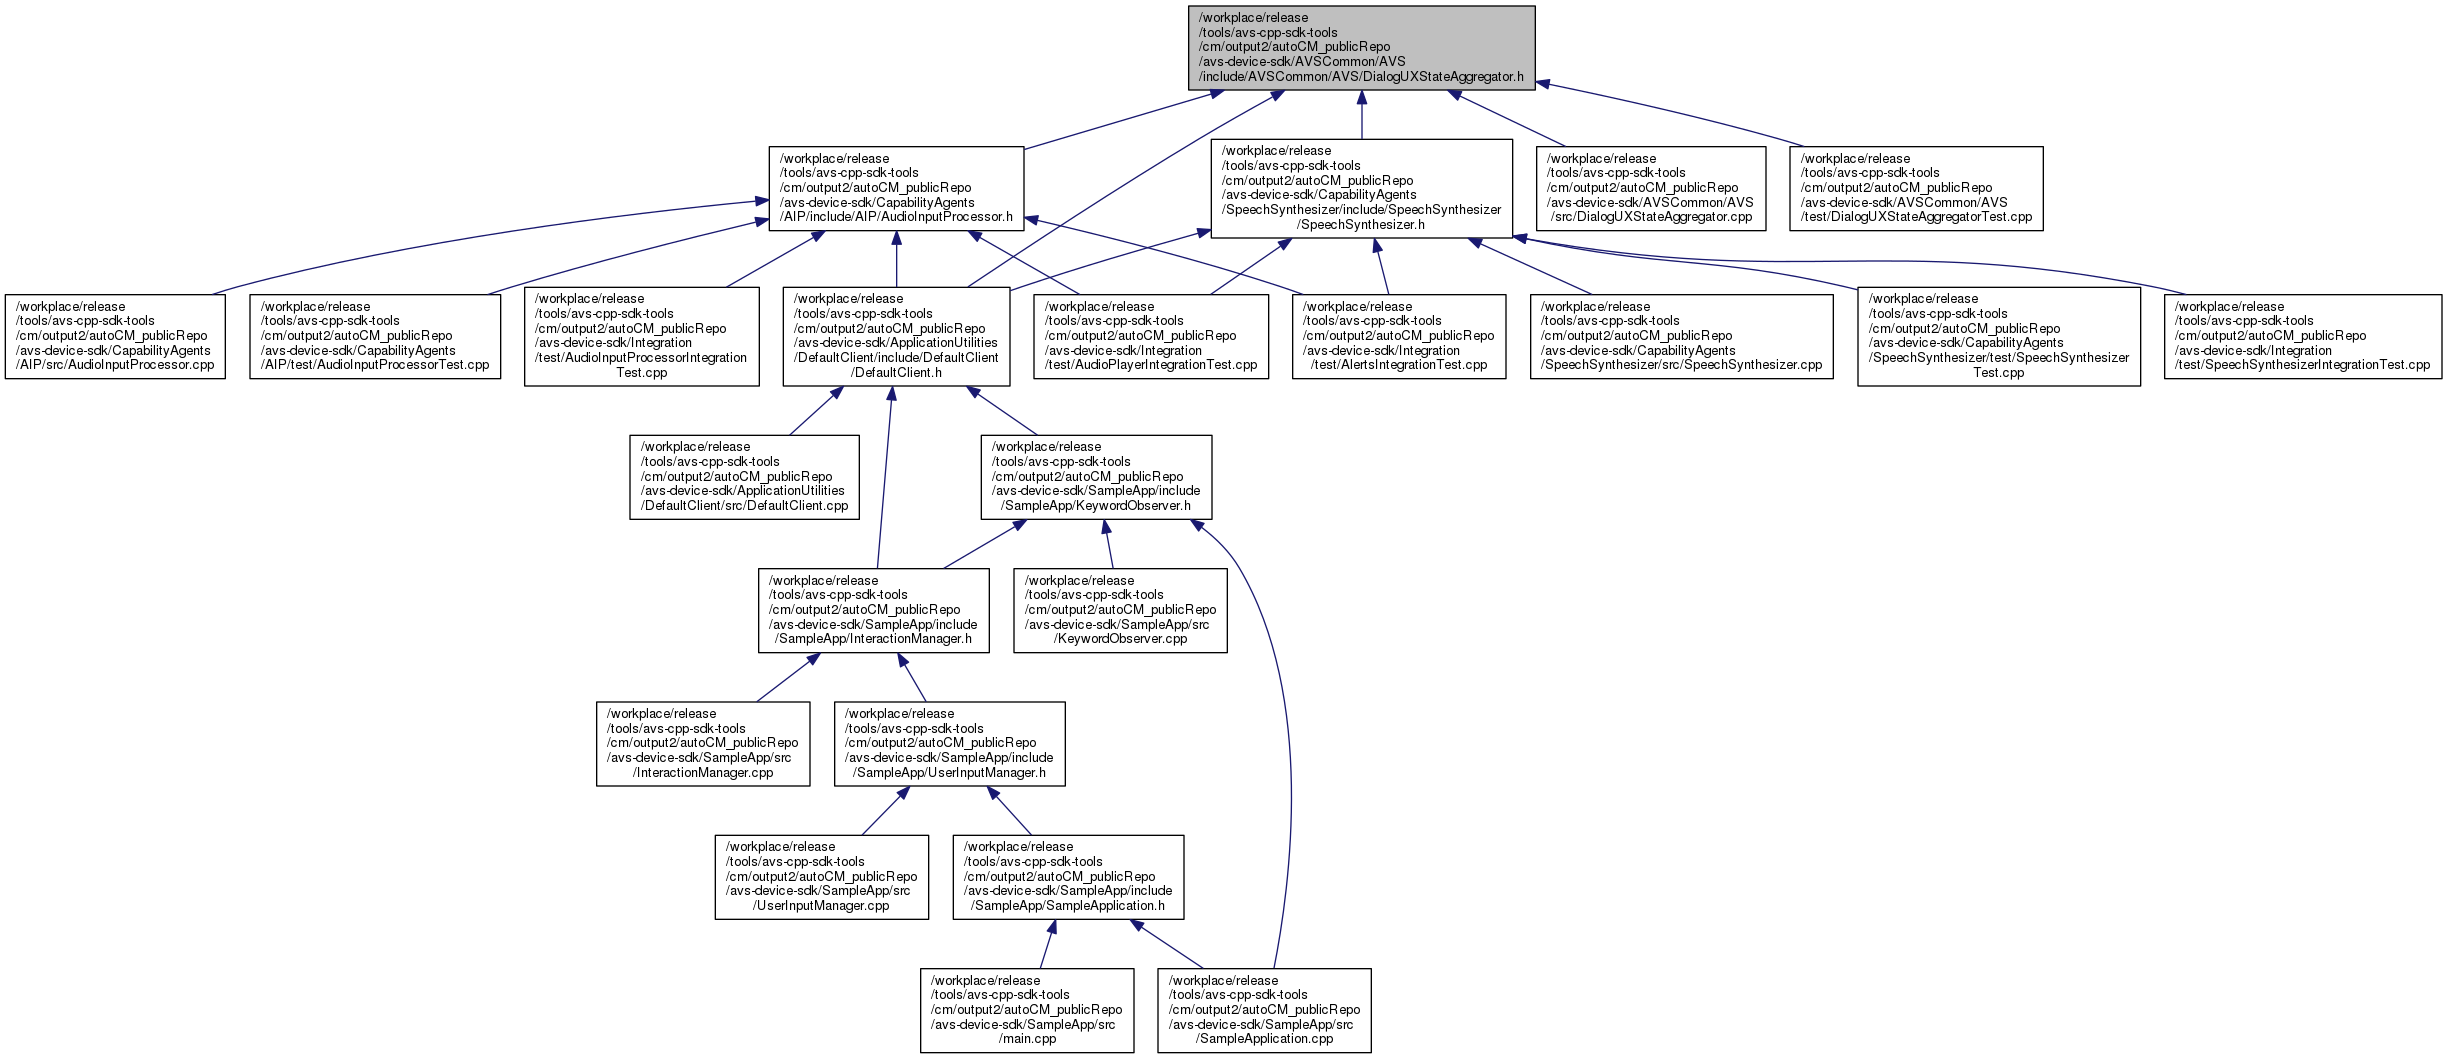 /workplace/release
/tools/avs-cpp-sdk-tools
/cm/output2/autoCM_publicRepo
/avs-device-sdk/AVSCommon/AVS
/include/AVSCommon/AVS/DialogUXStateAggregator.h
/workplace/release
/tools/avs-cpp-sdk-tools
/cm/output2/autoCM_publicRepo
/avs-device-sdk/CapabilityAgents
/AIP/include/AIP/AudioInputProcessor.h
/workplace/release
/tools/avs-cpp-sdk-tools
/cm/output2/autoCM_publicRepo
/avs-device-sdk/CapabilityAgents
/SpeechSynthesizer/include/SpeechSynthesizer
/SpeechSynthesizer.h
/workplace/release
/tools/avs-cpp-sdk-tools
/cm/output2/autoCM_publicRepo
/avs-device-sdk/AVSCommon/AVS
/src/DialogUXStateAggregator.cpp
/workplace/release
/tools/avs-cpp-sdk-tools
/cm/output2/autoCM_publicRepo
/avs-device-sdk/AVSCommon/AVS
/test/DialogUXStateAggregatorTest.cpp
/workplace/release
/tools/avs-cpp-sdk-tools
/cm/output2/autoCM_publicRepo
/avs-device-sdk/CapabilityAgents
/AIP/src/AudioInputProcessor.cpp
/workplace/release
/tools/avs-cpp-sdk-tools
/cm/output2/autoCM_publicRepo
/avs-device-sdk/CapabilityAgents
/AIP/test/AudioInputProcessorTest.cpp
/workplace/release
/tools/avs-cpp-sdk-tools
/cm/output2/autoCM_publicRepo
/avs-device-sdk/Integration
/test/AudioInputProcessorIntegration
Test.cpp
/workplace/release
/tools/avs-cpp-sdk-tools
/cm/output2/autoCM_publicRepo
/avs-device-sdk/ApplicationUtilities
/DefaultClient/include/DefaultClient
/DefaultClient.h
/workplace/release
/tools/avs-cpp-sdk-tools
/cm/output2/autoCM_publicRepo
/avs-device-sdk/Integration
/test/AudioPlayerIntegrationTest.cpp
/workplace/release
/tools/avs-cpp-sdk-tools
/cm/output2/autoCM_publicRepo
/avs-device-sdk/Integration
/test/AlertsIntegrationTest.cpp
/workplace/release
/tools/avs-cpp-sdk-tools
/cm/output2/autoCM_publicRepo
/avs-device-sdk/CapabilityAgents
/SpeechSynthesizer/src/SpeechSynthesizer.cpp
/workplace/release
/tools/avs-cpp-sdk-tools
/cm/output2/autoCM_publicRepo
/avs-device-sdk/CapabilityAgents
/SpeechSynthesizer/test/SpeechSynthesizer
Test.cpp
/workplace/release
/tools/avs-cpp-sdk-tools
/cm/output2/autoCM_publicRepo
/avs-device-sdk/Integration
/test/SpeechSynthesizerIntegrationTest.cpp
/workplace/release
/tools/avs-cpp-sdk-tools
/cm/output2/autoCM_publicRepo
/avs-device-sdk/ApplicationUtilities
/DefaultClient/src/DefaultClient.cpp
/workplace/release
/tools/avs-cpp-sdk-tools
/cm/output2/autoCM_publicRepo
/avs-device-sdk/SampleApp/include
/SampleApp/KeywordObserver.h
/workplace/release
/tools/avs-cpp-sdk-tools
/cm/output2/autoCM_publicRepo
/avs-device-sdk/SampleApp/include
/SampleApp/InteractionManager.h
/workplace/release
/tools/avs-cpp-sdk-tools
/cm/output2/autoCM_publicRepo
/avs-device-sdk/SampleApp/src
/KeywordObserver.cpp
/workplace/release
/tools/avs-cpp-sdk-tools
/cm/output2/autoCM_publicRepo
/avs-device-sdk/SampleApp/src
/InteractionManager.cpp
/workplace/release
/tools/avs-cpp-sdk-tools
/cm/output2/autoCM_publicRepo
/avs-device-sdk/SampleApp/include
/SampleApp/UserInputManager.h
/workplace/release
/tools/avs-cpp-sdk-tools
/cm/output2/autoCM_publicRepo
/avs-device-sdk/SampleApp/src
/UserInputManager.cpp
/workplace/release
/tools/avs-cpp-sdk-tools
/cm/output2/autoCM_publicRepo
/avs-device-sdk/SampleApp/include
/SampleApp/SampleApplication.h
/workplace/release
/tools/avs-cpp-sdk-tools
/cm/output2/autoCM_publicRepo
/avs-device-sdk/SampleApp/src
/main.cpp
/workplace/release
/tools/avs-cpp-sdk-tools
/cm/output2/autoCM_publicRepo
/avs-device-sdk/SampleApp/src
/SampleApplication.cpp